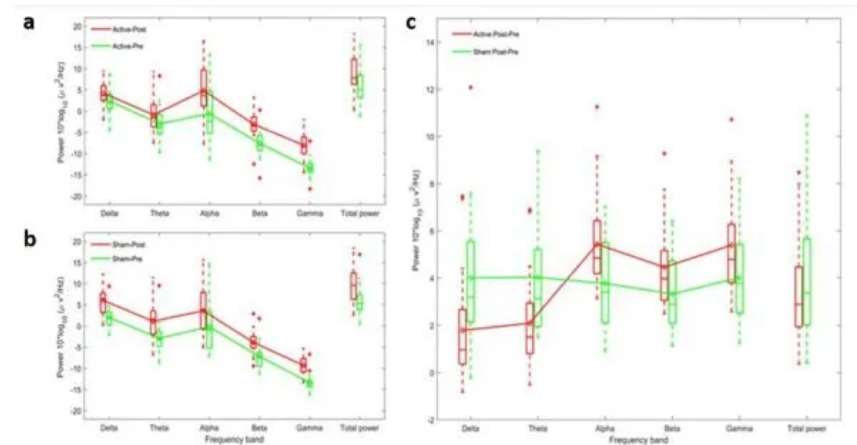 a
Active-Post
Active-Pre
Power 10*log10 (μ v2/Hz)
20
15
10
5
0
-5
-10
-15
-20
Delta Theta Alpha Beta Gamma Total power
b
Sham-Post
Sham-Pre
Power 10*log10 (μ v2/Hz)
20
15
10
5
0
-5
-10
-15
-20
Delta Theta Alpha Beta Gamma Total power
Frequency band
c
Active Post-Pre
Sham Post-Pre
Power 10*log10 (μ v2/Hz)
14
12
10
8
6
4
2
0
-2
Delta Theta Alpha Beta Gamma Total power
Frequency band